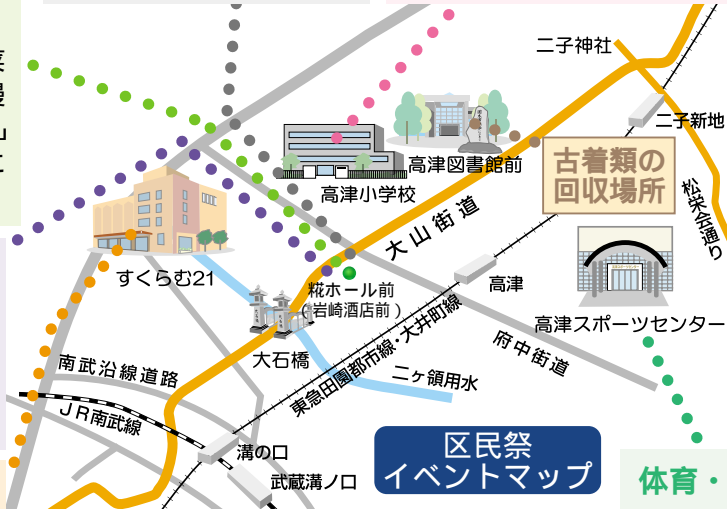 二子神社
二子新地
高津図書館前
高津小学校
古着類の
回収場所
松栄会通り
大山街道
すくらむ21
糀ホール前
(岩崎酒店前)
高津
高津スポーツセンター
大石橋
府中街道
東急田園都市線・大井町線
二ヶ領用水
南武沿線道路
JR南武線
溝の口
武蔵溝ノ口
区民祭
イベントマップ
体育・